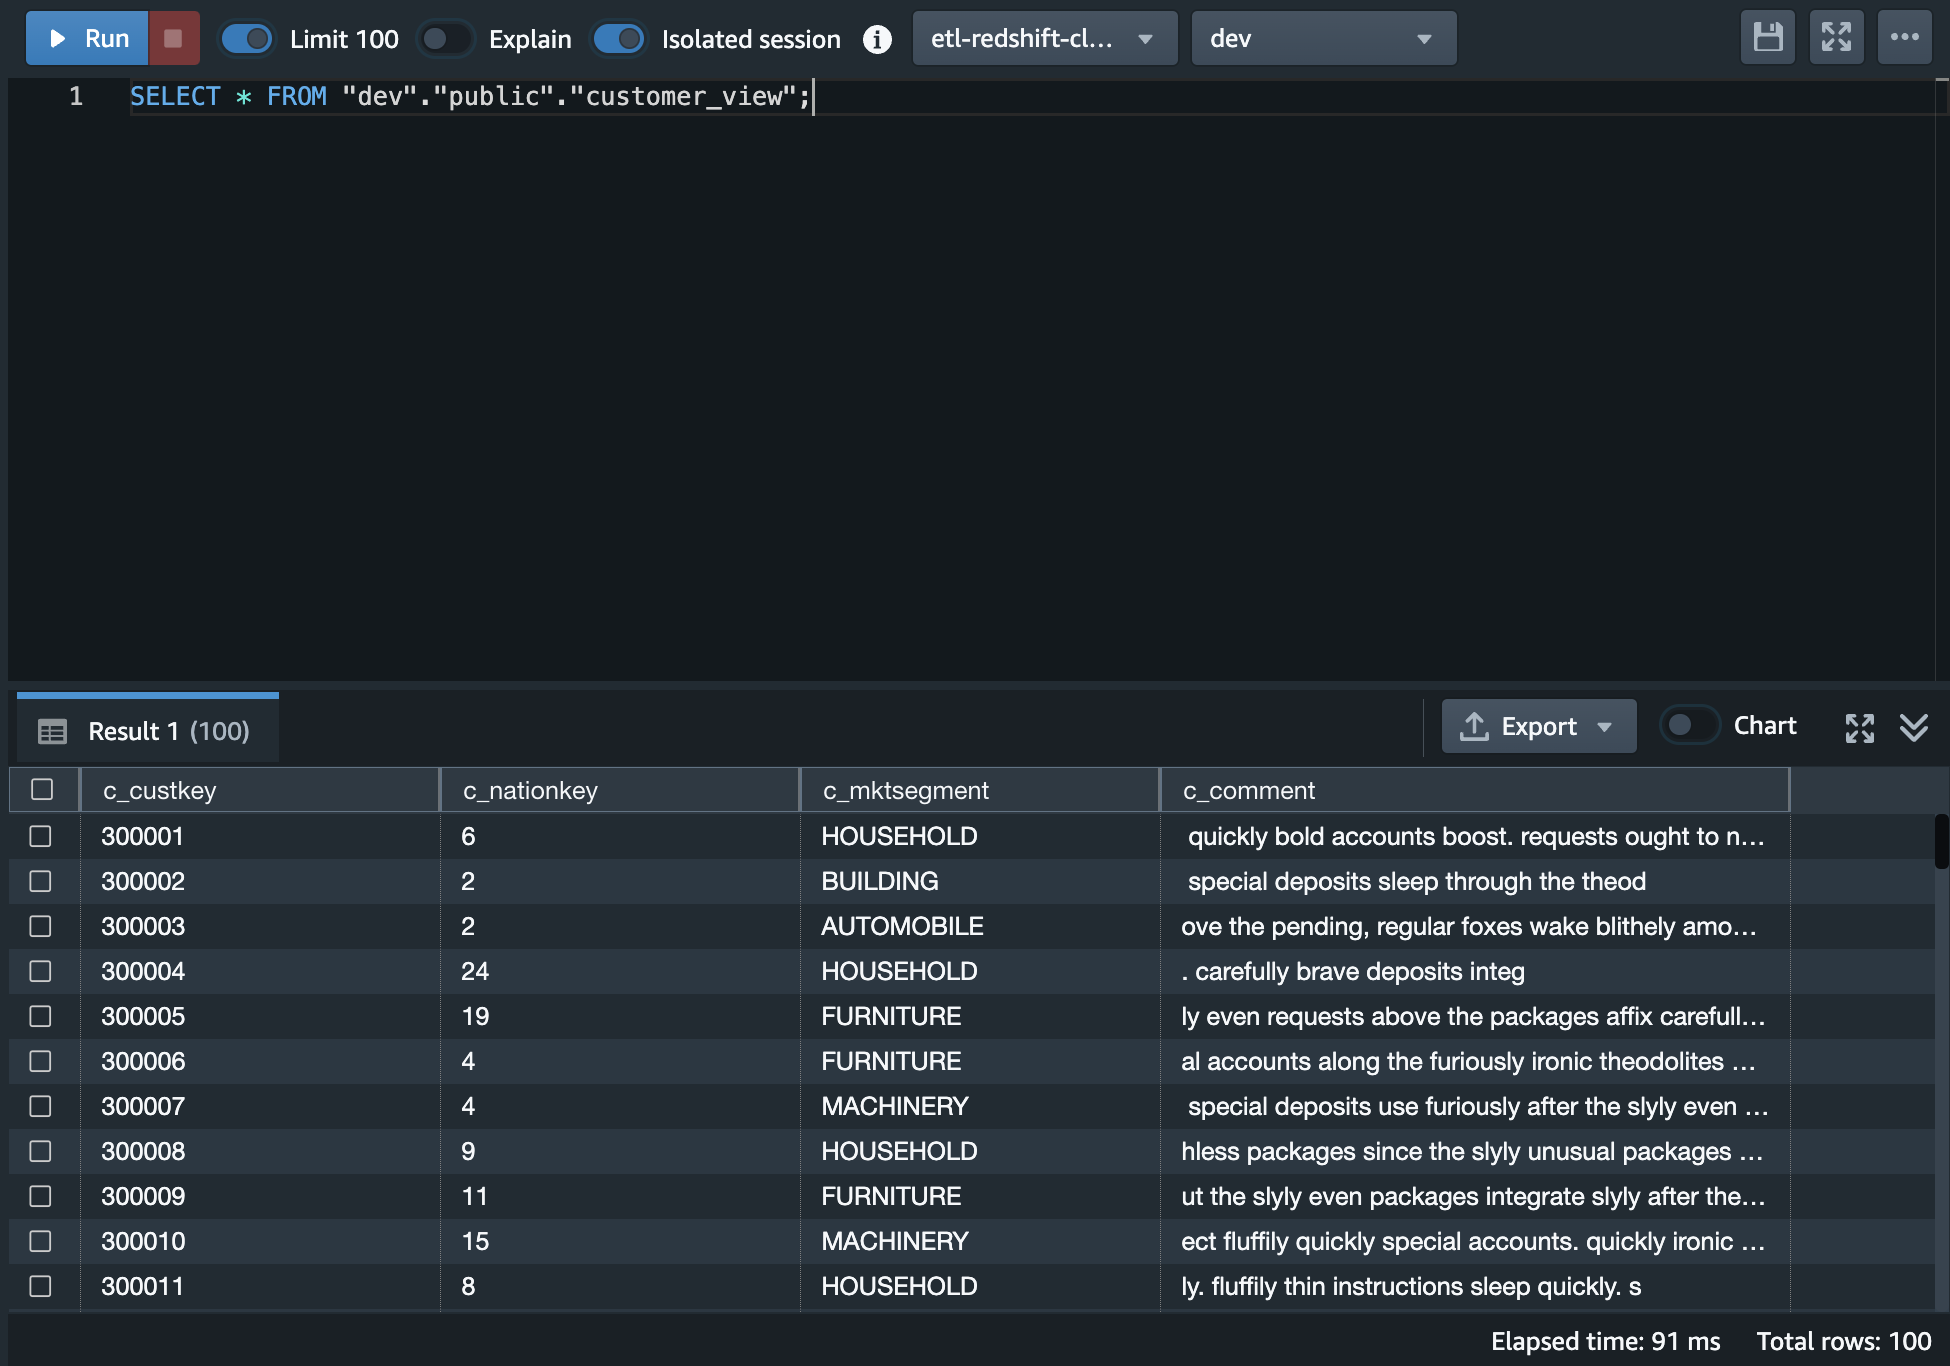 Run Limit 100 Explain Isolated session i etl-redshift-cl... dev
1 SELECT * FROM "dev"."public"."customer_view";
Result 1 (100) Export Chart
c_custkey c_nationkey c_mktsegment c_comment
300001 6 HOUSEHOLD quickly bold accounts boost. requests ought to n...
300002 2 BUILDING special deposits sleep through the theod
300003 2 AUTOMOBILE ove the pending, regular foxes wake blithely amo...
300004 24 HOUSEHOLD . carefully brave deposits integ
300005 19 FURNITURE ly even requests above the packages affix carefull...
300006 4 FURNITURE al accounts along the furiously ironic theodolites ...
300007 4 MACHINERY special deposits use furiously after the slyly even ...
300008 9 HOUSEHOLD hless packages since the slyly unusual packages ...
300009 11 FURNITURE ut the slyly even packages integrate slyly after the...
300010 15 MACHINERY ect fluffily quickly special accounts. quickly ironic ...
300011 8 HOUSEHOLD ly. fluffily thin instructions sleep quickly. s
Elapsed time: 91 ms Total rows: 100